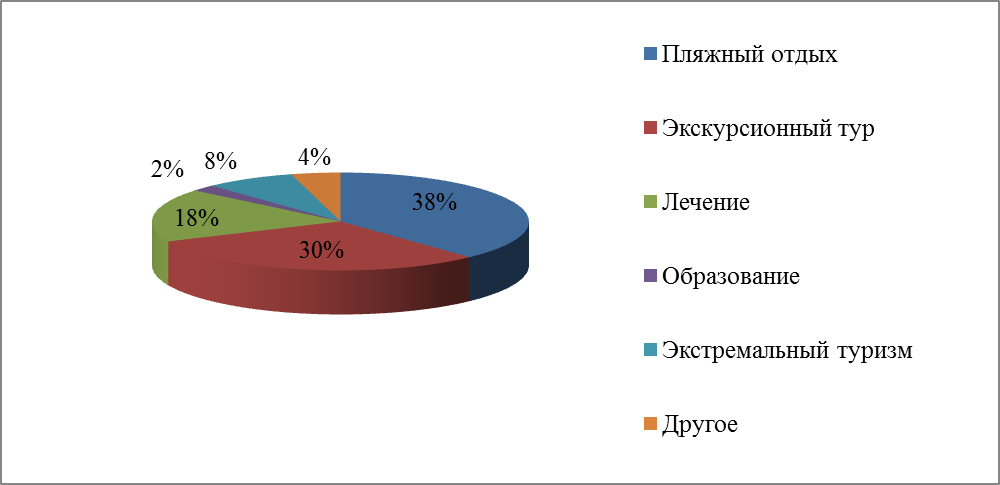 Пляжный отдых
Экскурсионный тур
Лечение
Образование
Экстремальный туризм
Другое
38%
30%
18%
2%
8%
4%